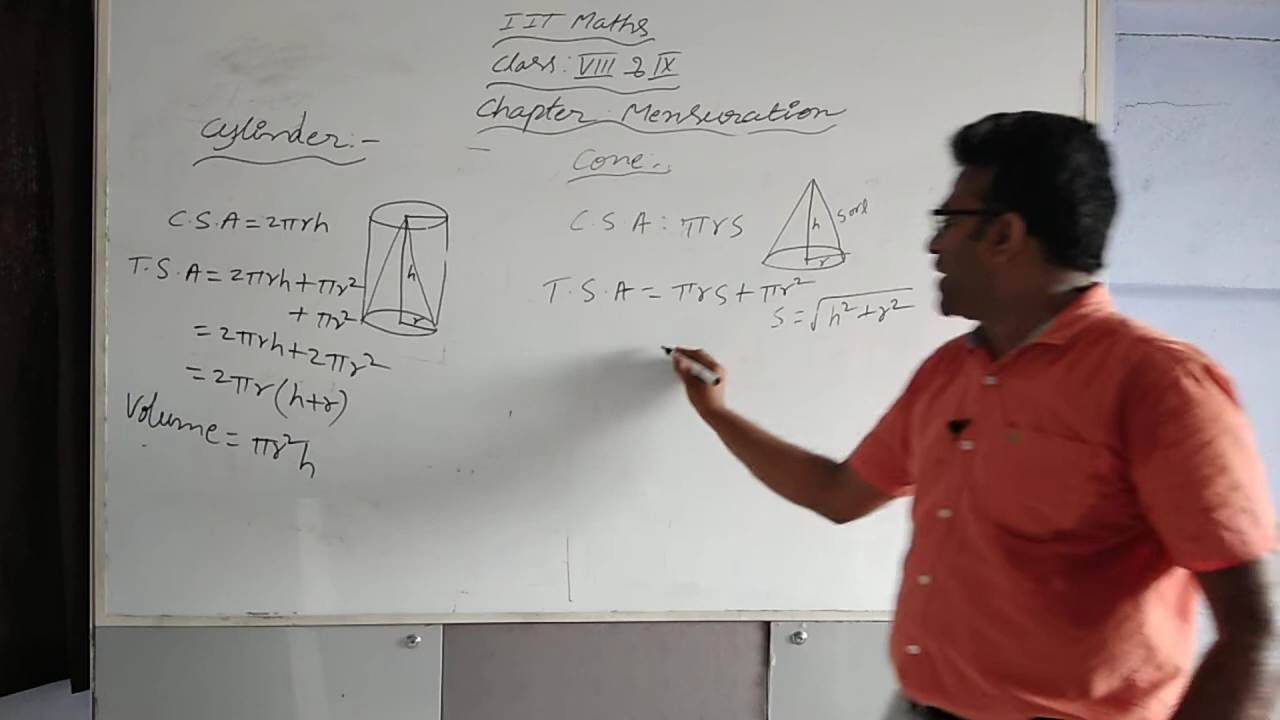 IIT Maths
Class: VIII & IX
Chapter Mensuration
Cylinder:-
C.S.A = 2πrh
T.S.A = 2πrh + πr²
+ πr²
= 2πrh + 2πr²
= 2πr(h+r)
Volume = πr²h
h
r
Cone:-
C.S.A : πrs
h
s or l
r
T.S.A = πrs + πr²
S = √h² + r²